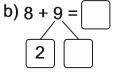 b) 8 + 9 =
2